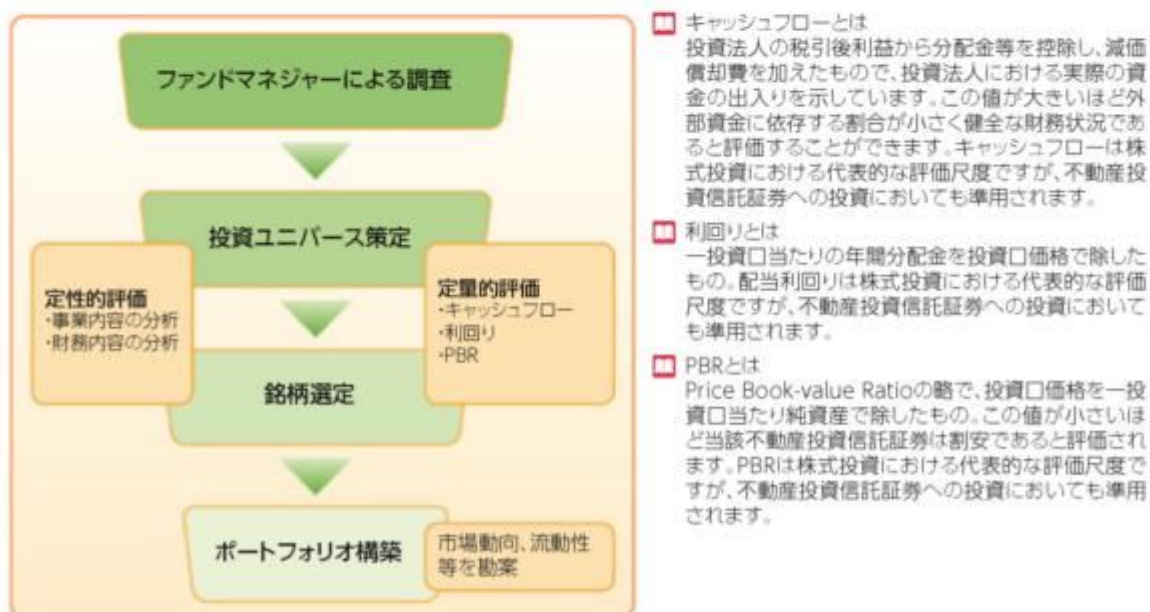 ファンドマネジャーによる調査
投資ユニバース策定
定性的評価
・事業内容の分析
・財務内容の分析
定量的評価
・キャッシュフロー
・利回り
・PBR
銘柄選定
ポートフォリオ構築
市場動向、流動性
等を勘案
キャッシュフローとは
投資法人の税引後利益から分配金等を控除し、減価
償却費を加えたもので、投資法人における実際の資
金の出入りを示しています。この値が大きいほど外
部資金に依存する割合が小さく健全な財務状況であ
ると評価することができます。キャッシュフローは株
式投資における代表的な評価尺度ですが、不動産投
資信託証券への投資においても準用されます。
利回りとは
一投資口当たりの年間分配金を投資口価格で除した
もの。配当利回りは株式投資における代表的な評価
尺度ですが、不動産投資信託証券への投資において
も準用されます。
PBRとは
Price Book-value Ratioの略で、投資口価格を一投
資口当たり純資産で除したもの。この値が小さいほ
ど当該不動産投資信託証券は割安であると評価され
ます。PBRは株式投資における代表的な評価尺度で
すが、不動産投資信託証券への投資においても準用
されます。